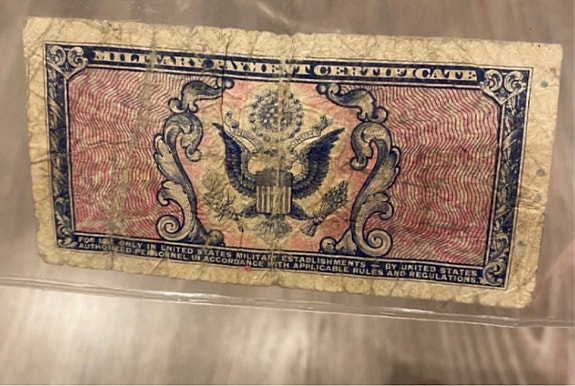 MILITARY PAYMENT CERTIFICATE
FOR USE ONLY IN UNITED STATES MILITARY ESTABLISHMENTS — BY UNITED STATES
AUTHORIZED PERSONNEL IN ACCORDANCE WITH APPLICABLE RULES AND REGULATIONS.